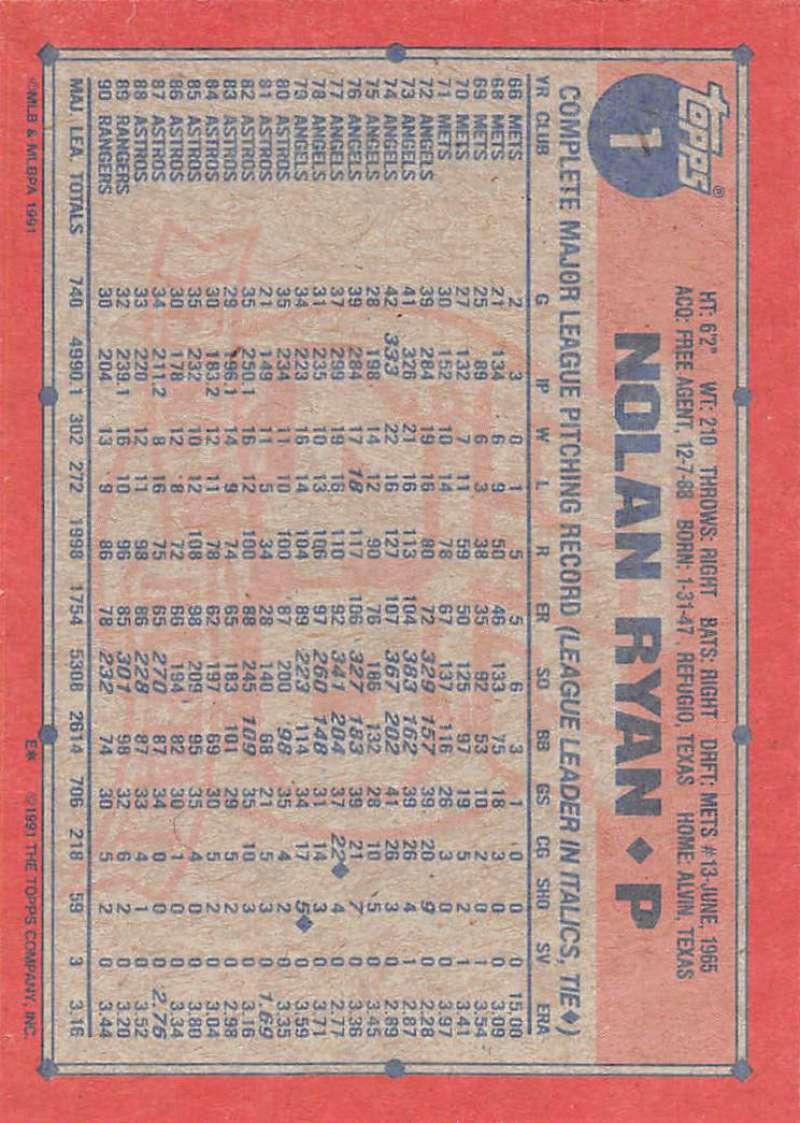 TOPPS®
1
HT: 6'2" WT: 210 THROWS: RIGHT BATS: RIGHT DRFT: METS #13-JUNE, 1965
ACQ: FREE AGENT, 12-7-88 BORN: 1-31-47, REFUGIO, TEXAS HOME: ALVIN, TEXAS
NOLAN RYAN ♦ P
COMPLETE MAJOR LEAGUE PITCHING RECORD (LEAGUE LEADER IN ITALICS, TIE♦)
YR CLUB G IP W L R ER SO BB GS CG SHO SV ERA
66 METS 2 3 0 1 5 5 6 3 1 0 0 0 15.00
68 METS 21 134 6 9 50 46 133 75 18 3 0 0 3.09
69 METS 25 89 6 3 38 35 92 53 10 2 0 1 3.54
70 METS 27 132 7 11 59 50 125 97 19 5 2 1 3.41
71 METS 30 152 10 14 78 67 137 116 26 3 0 0 3.97
72 ANGELS 39 284 19 16 80 72 329 157 39 20 9 0 2.28
73 ANGELS 41 326 21 16 113 104 383 162 39 26 4 1 2.87
74 ANGELS 42 333 22 16 127 107 367 202 41 26 3 0 2.89
75 ANGELS 28 198 14 12 90 76 186 132 28 10 5 0 3.45
76 ANGELS 39 284 17 18 117 106 327 183 39 21 7 0 3.36
77 ANGELS 37 299 19 16 110 92 341 204 37 22♦ 4 0 2.77
78 ANGELS 31 235 10 13 106 97 260 148 31 14 3 0 3.71
79 ANGELS 34 223 16 14 104 89 223 114 34 17 5♦ 0 3.59
80 ASTROS 35 234 11 10 100 87 200 98 35 4 2 0 3.35
81 ASTROS 21 149 11 5 34 28 140 68 21 5 3 0 1.69
82 ASTROS 35 250.1 16 12 100 88 245 109 35 10 3 0 3.16
83 ASTROS 29 196.1 14 9 74 65 183 101 29 5 2 0 2.98
84 ASTROS 30 183.2 12 11 78 62 197 69 30 5 2 0 3.04
85 ASTROS 35 232 10 12 108 98 209 95 35 4 0 0 3.80
86 ASTROS 30 178 12 8 72 66 194 82 30 1 0 0 3.34
87 ASTROS 34 211.2 8 16 75 65 270 87 34 0 0 0 2.76
88 ASTROS 33 220 12 11 98 86 228 87 33 4 1 0 3.52
89 RANGERS 32 239.1 16 10 96 85 301 98 32 6 2 0 3.20
90 RANGERS 30 204 13 9 86 78 232 74 30 5 2 0 3.44
MAJ. LEA. TOTALS 740 4990.1 302 272 1998 1754 5308 2614 706 218 59 3 3.16
©MLB & MLBPA 1991 E* ©1991 THE TOPPS COMPANY, INC.